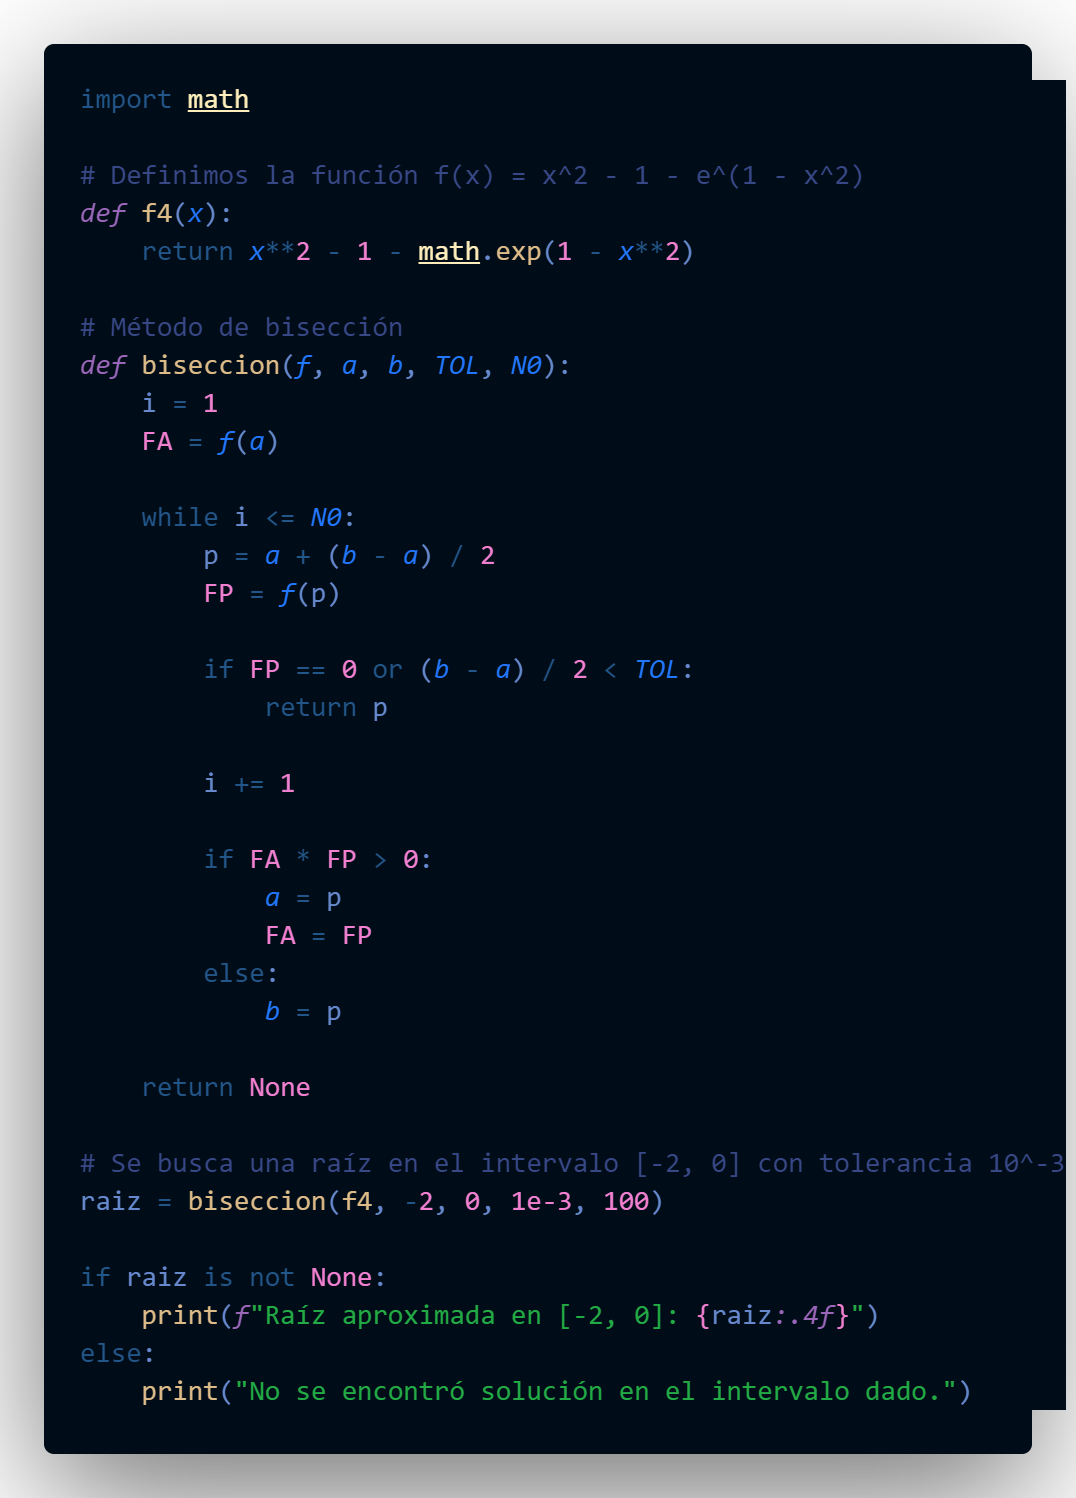 import math

# Definimos la función f(x) = x^2 - 1 - e^(1 - x^2)
def f4(x):
    return x**2 - 1 - math.exp(1 - x**2)

# Método de bisección
def biseccion(f, a, b, TOL, N0):
    i = 1
    FA = f(a)

    while i <= N0:
        p = a + (b - a) / 2
        FP = f(p)

        if FP == 0 or (b - a) / 2 < TOL:
            return p

        i += 1

        if FA * FP > 0:
            a = p
            FA = FP
        else:
            b = p

    return None

# Se busca una raíz en el intervalo [-2, 0] con tolerancia 10^-3
raiz = biseccion(f4, -2, 0, 1e-3, 100)

if raiz is not None:
    print(f"Raíz aproximada en [-2, 0]: {raiz:.4f}")
else:
    print("No se encontró solución en el intervalo dado.")